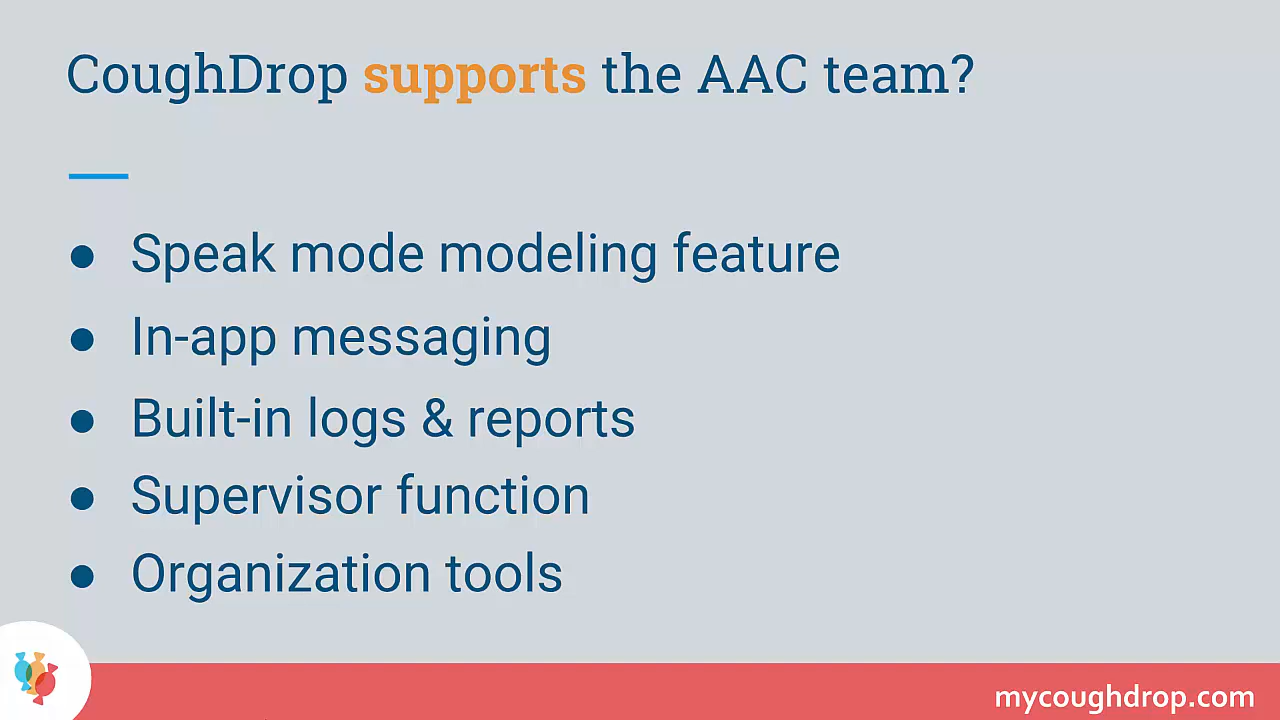 CoughDrop supports the AAC team?
● Speak mode modeling feature
● In-app messaging
● Built-in logs & reports
● Supervisor function
● Organization tools
mycoughdrop.com